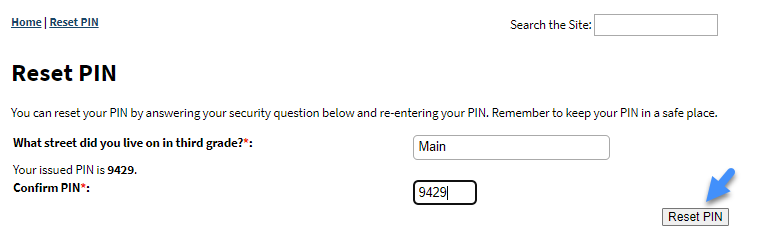 Home | Reset PIN
Search the Site:
Reset PIN
You can reset your PIN by answering your security question below and re-entering your PIN. Remember to keep your PIN in a safe place.
What street did you live on in third grade?*: Main
Your issued PIN is 9429.
Confirm PIN*: 9429
Reset PIN